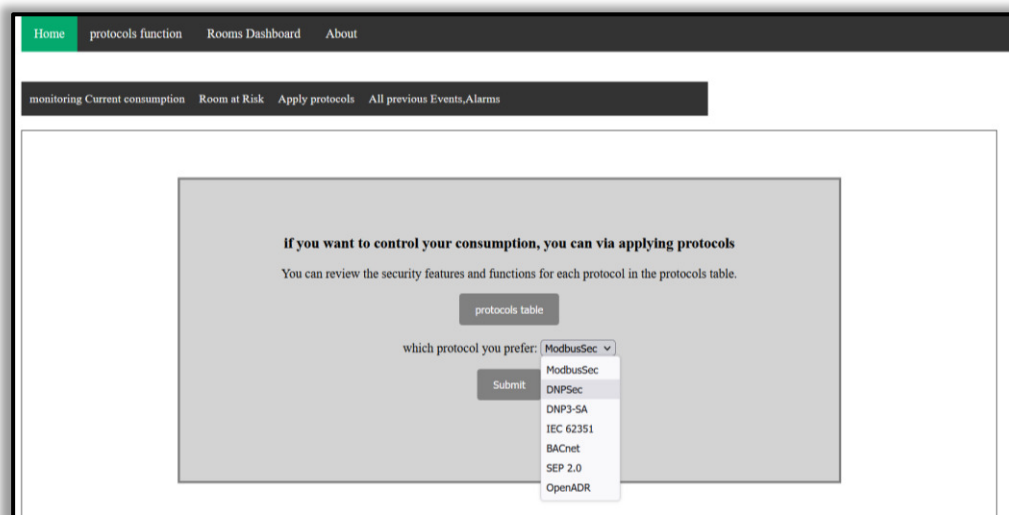 Home protocols function Rooms Dashboard About
monitoring Current consumption Room at Risk Apply protocols All previous Events,Alarms
if you want to control your consumption, you can via applying protocols
You can review the security features and functions for each protocol in the protocols table.
protocols table
which protocol you prefer: ModbusSec
ModbusSec
Submit
DNPSec
DNP3-SA
IEC 62351
BACnet
SEP 2.0
OpenADR